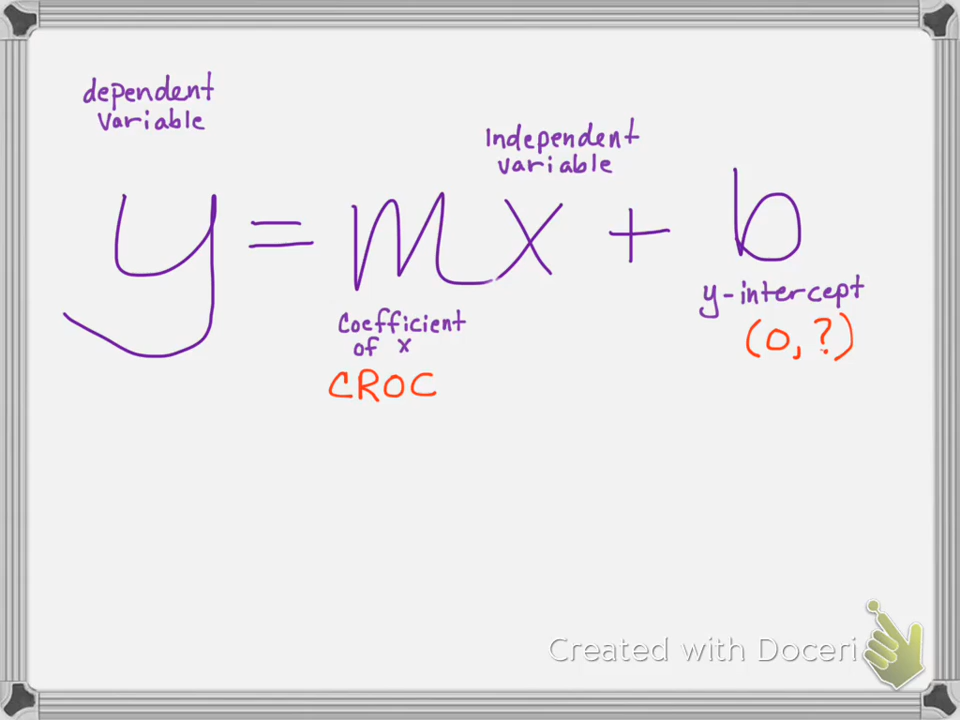 dependent
variable
Independent
variable
y = mx + b
Coefficient
of x
CROC
y-intercept
(0, ?)
Created with Doceri